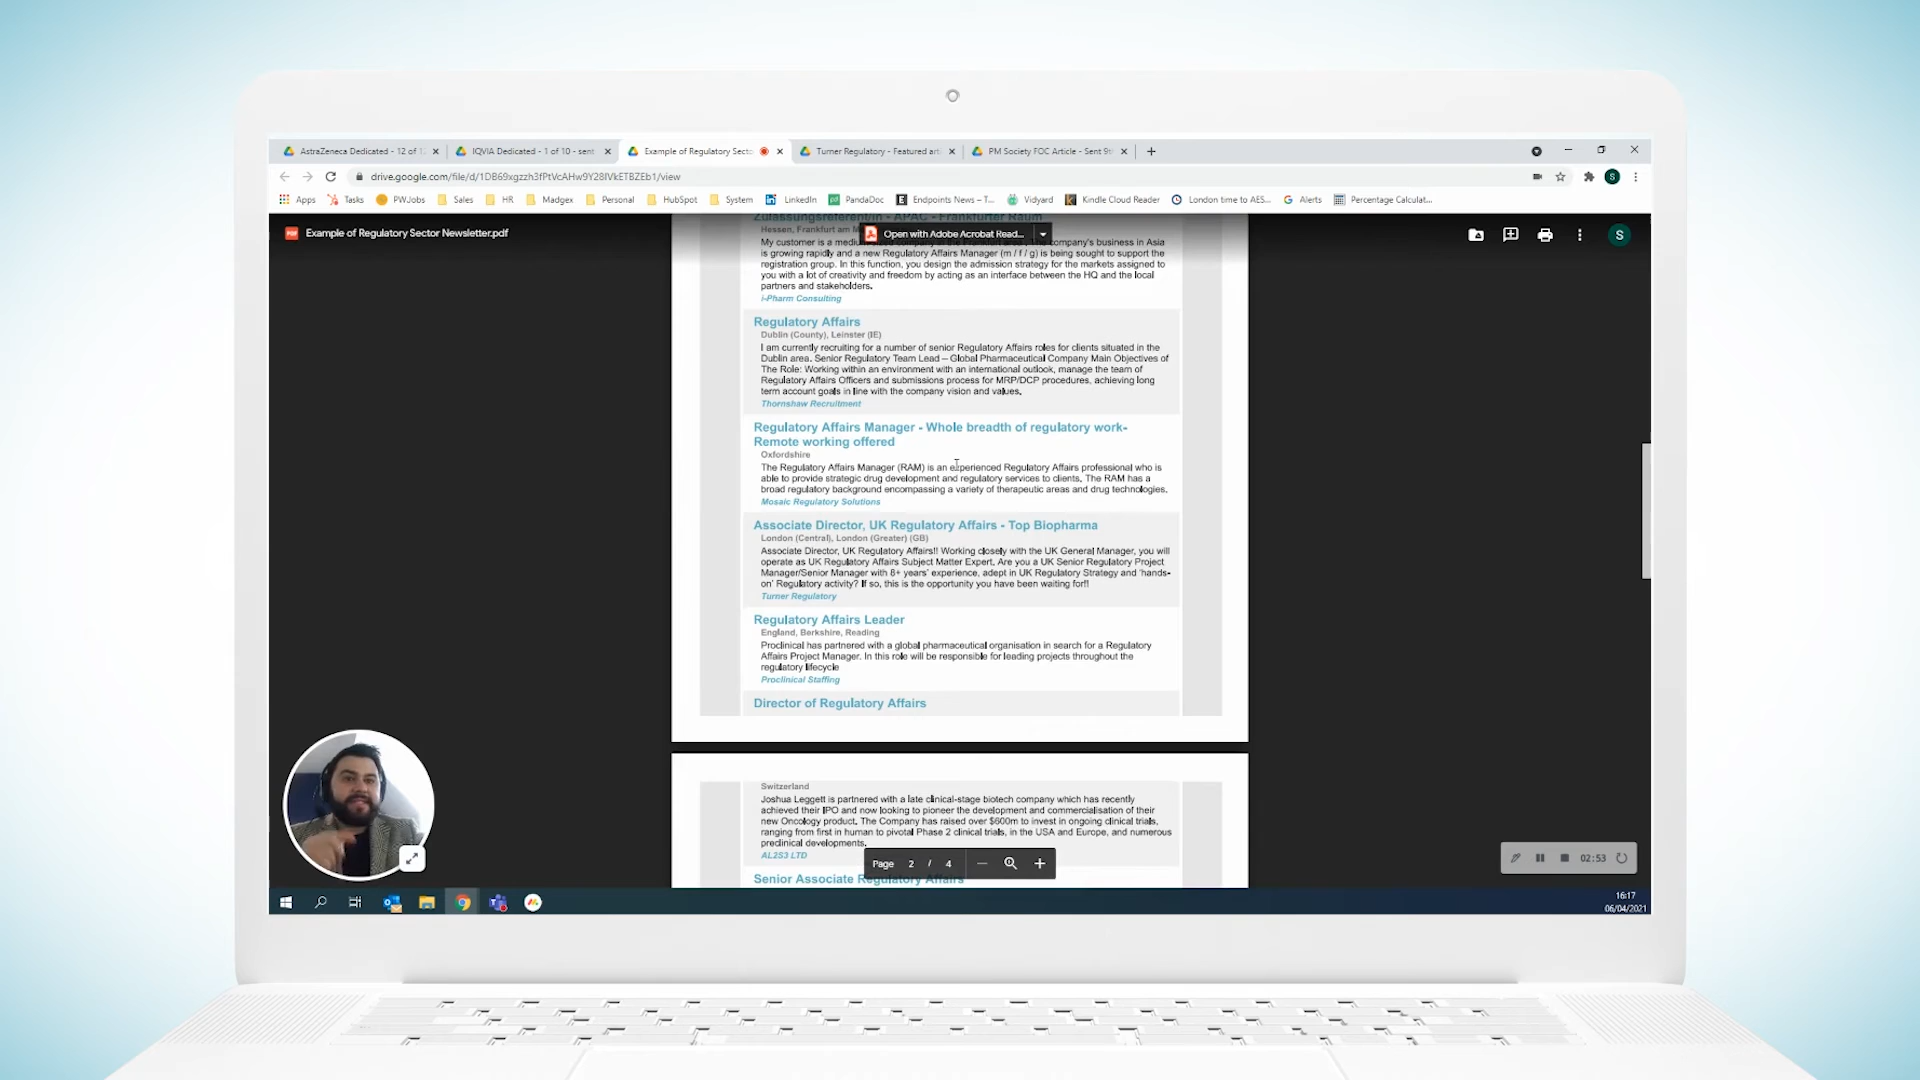 AstraZeneca Dedicated - 12 of 1
IQVIA Dedicated - 1 of 10 - sent
Example of Regulatory Secto
Turner Regulatory - Featured arti
PM Society FOC Article - Sent 9th
drive.google.com/file/d/1DB69xgzzh3fPtVcAHw9Y28IVkETBZEb1/view
S
Apps
Tasks
PWJobs
Sales
HR
Madgex
Personal
HubSpot
System
LinkedIn
PandaDoc
Endpoints News – T...
Vidyard
Kindle Cloud Reader
London time to AES...
Alerts
Percentage Calculat...
Example of Regulatory Sector Newsletter.pdf
Open with Adobe Acrobat Read...
S
Zulassungsreferent/in - APAC - Frankfurter Raum
Hessen, Frankfurt am M
My customer is a medium-sized company in the Frankfurt area. The company's business in Asia
is growing rapidly and a new Regulatory Affairs Manager (m / f / g) is being sought to support the
registration group. In this function, you design the admission strategy for the markets assigned to
you with a lot of creativity and freedom by acting as an interface between the HQ and the local
partners and stakeholders.
i-Pharm Consulting
Regulatory Affairs
Dublin (County), Leinster (IE)
I am currently recruiting for a number of senior Regulatory Affairs roles for clients situated in the
Dublin area. Senior Regulatory Team Lead – Global Pharmaceutical Company Main Objectives of
The Role: Working within an environment with an international outlook, manage the team of
Regulatory Affairs Officers and submissions process for MRP/DCP procedures, achieving long
term account goals in line with the company vision and values.
Thornshaw Recruitment
Regulatory Affairs Manager - Whole breadth of regulatory work-
Remote working offered
Oxfordshire
The Regulatory Affairs Manager (RAM) is an experienced Regulatory Affairs professional who is
able to provide strategic drug development and regulatory services to clients. The RAM has a
broad regulatory background encompassing a variety of therapeutic areas and drug technologies.
Mosaic Regulatory Solutions
Associate Director, UK Regulatory Affairs - Top Biopharma
London (Central), London (Greater) (GB)
Associate Director, UK Regulatory Affairs!! Working closely with the UK General Manager, you will
operate as UK Regulatory Affairs Subject Matter Expert. Are you a UK Senior Regulatory Project
Manager/Senior Manager with 8+ years' experience, adept in UK Regulatory Strategy and 'hands-
on' Regulatory activity? If so, this is the opportunity you have been waiting for!!
Turner Regulatory
Regulatory Affairs Leader
England, Berkshire, Reading
Proclinical has partnered with a global pharmaceutical organisation in search for a Regulatory
Affairs Project Manager. In this role will be responsible for leading projects throughout the
regulatory lifecycle
Proclinical Staffing
Director of Regulatory Affairs
Switzerland
Joshua Leggett is partnered with a late clinical-stage biotech company which has recently
achieved their IPO and now looking to pioneer the development and commercialisation of their
new Oncology product. The Company has raised over $600m to invest in ongoing clinical trials,
ranging from first in human to pivotal Phase 2 clinical trials, in the USA and Europe, and numerous
preclinical developments.
AL2S3 LTD
Page 2 / 4
Senior Associate Regulatory Affairs
02:53
16:17
06/04/2021